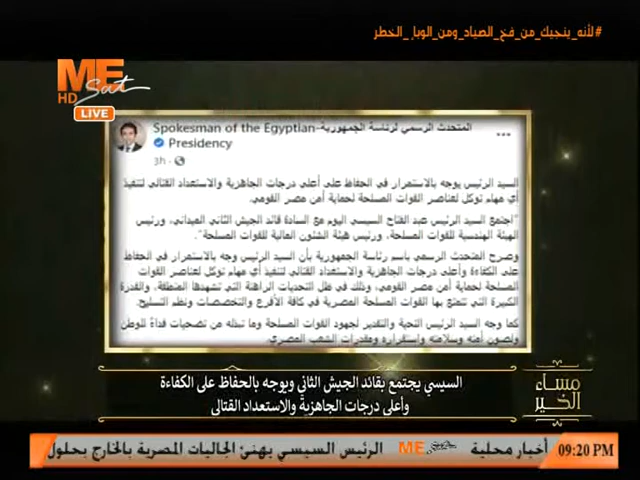 #لأنه_ينجيك_من_فخ_الصياد_ومن_الوبا_الخطر
ME
Sat
HD
LIVE
Spokesman of the Egyptian-المتحدث الرسمي لرئاسة الجمهورية
Presidency
3h
السيد الرئيس يوجه بالاستمرار في الحفاظ على أعلى درجات الجاهزية والاستعداد القتالي لتنفيذ
أي مهام توكل لعناصر القوات المسلحة لحماية أمن مصر القومي.
"اجتمع السيد الرئيس عبد الفتاح السيسي اليوم مع السادة قائد الجيش الثاني الميداني، ورئيس
الهيئة الهندسية للقوات المسلحة، ورئيس هيئة الشئون المالية للقوات المسلحة".
وصرح المتحدث الرسمي باسم رئاسة الجمهورية بأن السيد الرئيس وجه بالاستمرار في الحفاظ
على الكفاءة وأعلى درجات الجاهزية والاستعداد القتالي لتنفيذ أي مهام توكل لعناصر القوات
المسلحة لحماية أمن مصر القومي، وذلك في ظل التحديات الراهنة التي تشهدها المنطقة، والقدرة
الكبيرة التي تتمتع بها القوات المسلحة المصرية في كافة الأفرع والتخصصات ونظم التسليح.
كما وجه السيد الرئيس التحية والتقدير لجهود القوات المسلحة وما تبذله من تضحيات فداءً للوطن
ولصون أمنه وسلامته واستقراره ومقدرات الشعب المصري.
السيسي يجتمع بقائد الجيش الثاني ويوجه بالحفاظ على الكفاءة
وأعلى درجات الجاهزية والاستعداد القتالى
مساء
الخير
09:20 PM
أخبار محلية ME Sat الرئيس السيسي يهنئ الجاليات المصرية بالخارج بحلول